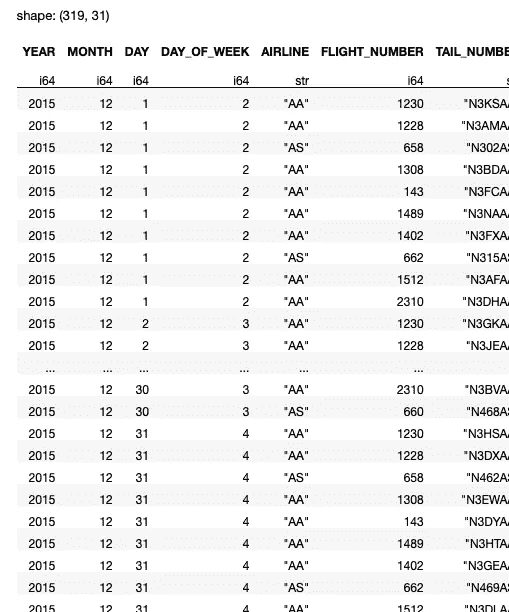 shape: (319, 31)
YEAR MONTH DAY DAY_OF_WEEK AIRLINE FLIGHT_NUMBER TAIL_NUMBE
i64 i64 i64 i64 str i64 s
2015 12 1 2 "AA" 1230 "N3KSA
2015 12 1 2 "AA" 1228 "N3AMA
2015 12 1 2 "AS" 658 "N302A
2015 12 1 2 "AA" 1308 "N3BDA
2015 12 1 2 "AA" 143 "N3FCA
2015 12 1 2 "AA" 1489 "N3NAA
2015 12 1 2 "AA" 1402 "N3FXA
2015 12 1 2 "AS" 662 "N315A
2015 12 1 2 "AA" 1512 "N3AFA
2015 12 1 2 "AA" 2310 "N3DHA
2015 12 2 3 "AA" 1230 "N3GKA
2015 12 2 3 "AA" 1228 "N3JEA
... ... ... ... ... ...
2015 12 30 3 "AA" 2310 "N3BVA
2015 12 30 3 "AS" 660 "N468A
2015 12 31 4 "AA" 1230 "N3HSA
2015 12 31 4 "AA" 1228 "N3DXA
2015 12 31 4 "AS" 658 "N462A
2015 12 31 4 "AA" 1308 "N3EWA
2015 12 31 4 "AA" 143 "N3DYA
2015 12 31 4 "AA" 1489 "N3HTA
2015 12 31 4 "AA" 1402 "N3GEA
2015 12 31 4 "AS" 662 "N469A
2015 12 31 4 "AA" 1512 "N3DLA